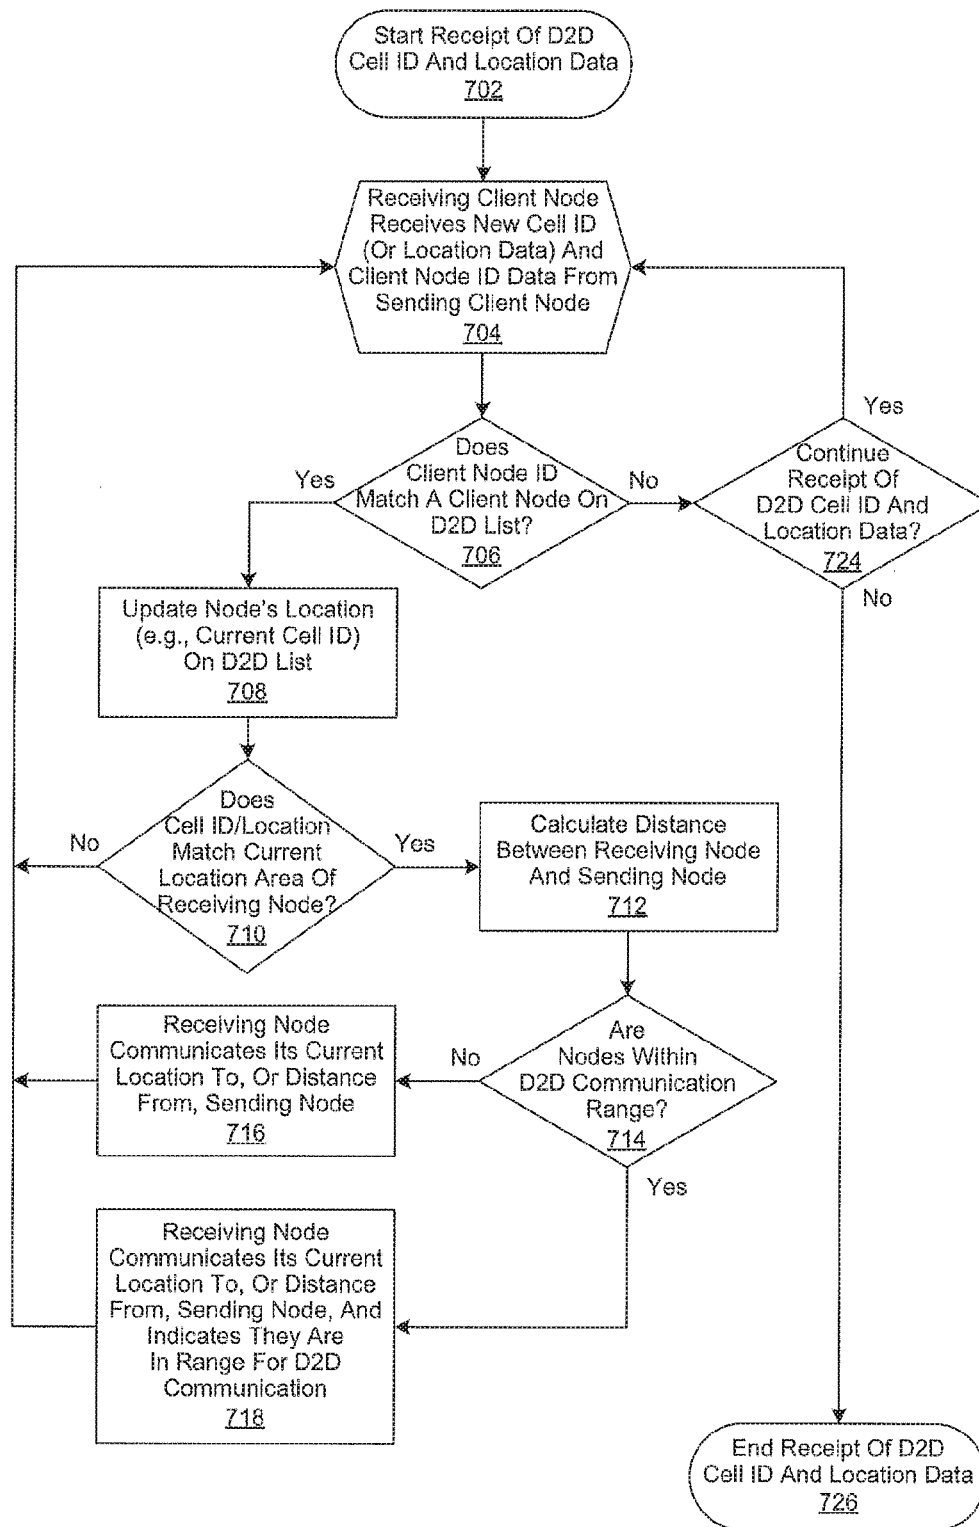 Start Receipt Of D2D
Cell ID And Location Data
702
Receiving Client Node
Receives New Cell ID
(Or Location Data) And
Client Node ID Data From
Sending Client Node
704
Does
Client Node ID
Match A Client Node On
D2D List?
706
Yes
No
Continue
Receipt Of
D2D Cell ID And
Location Data?
724
Yes
No
Update Node's Location
(e.g., Current Cell ID)
On D2D List
708
Does
Cell ID/Location
Match Current
Location Area Of
Receiving Node?
710
No
Yes
Calculate Distance
Between Receiving Node
And Sending Node
712
Are
Nodes Within
D2D Communication
Range?
714
No
Yes
Receiving Node
Communicates Its Current
Location To, Or Distance
From, Sending Node
716
Receiving Node
Communicates Its Current
Location To, Or Distance
From, Sending Node, And
Indicates They Are
In Range For D2D
Communication
718
End Receipt Of D2D
Cell ID And Location Data
726